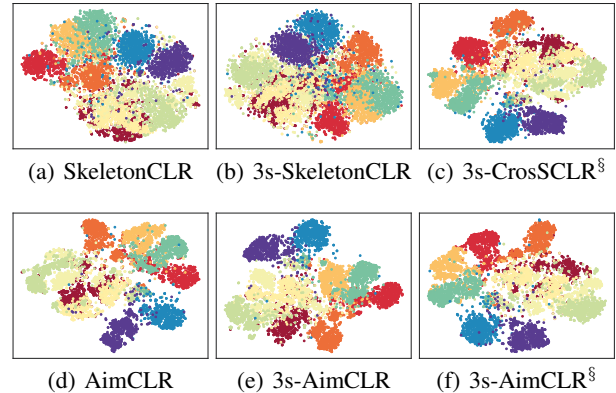 (a) SkeletonCLR
(b) 3s-SkeletonCLR
(c) 3s-CrosSCLR§
(d) AimCLR
(e) 3s-AimCLR
(f) 3s-AimCLR§